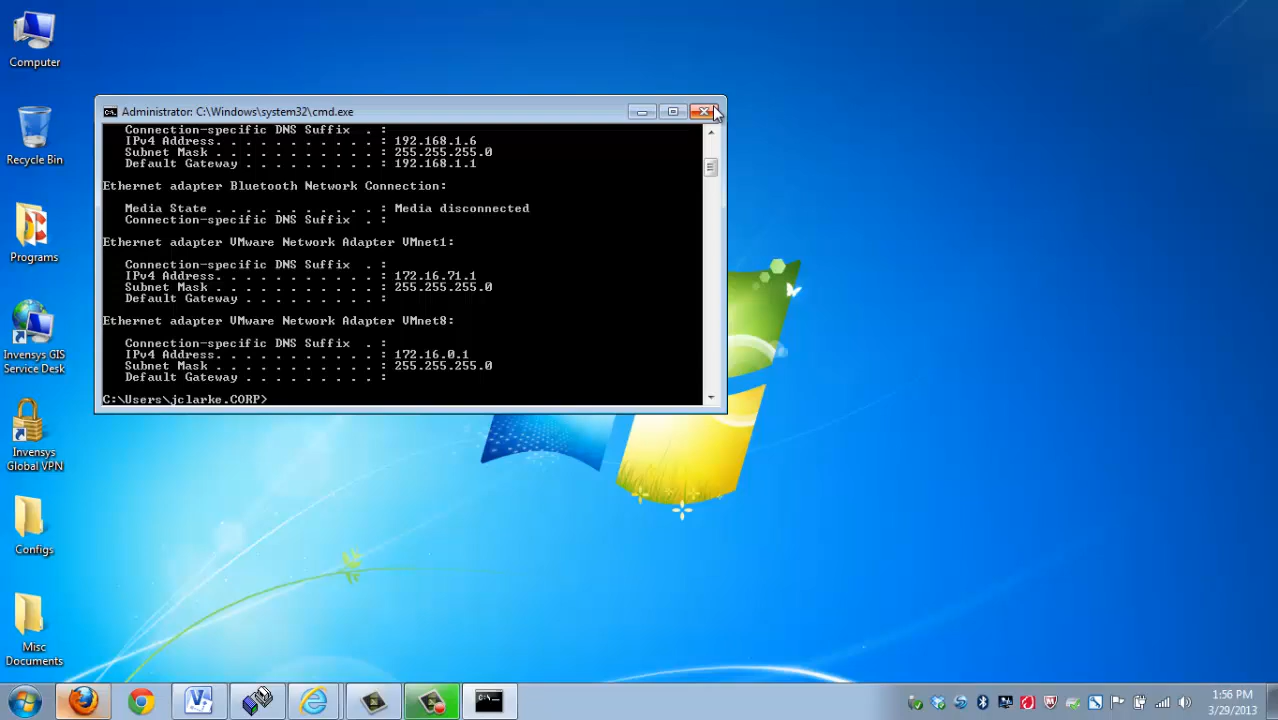 Computer
Recycle Bin
Programs
Invensys GIS
Service Desk
Invensys
Global VPN
Configs
Misc
Documents
Administrator: C:\Windows\system32\cmd.exe
Connection-specific DNS Suffix . :
IPv4 Address. . . . . . . . . . . : 192.168.1.6
Subnet Mask . . . . . . . . . . . : 255.255.255.0
Default Gateway . . . . . . . . . : 192.168.1.1
Ethernet adapter Bluetooth Network Connection:
Media State . . . . . . . . . . . : Media disconnected
Connection-specific DNS Suffix . :
Ethernet adapter VMware Network Adapter VMnet1:
Connection-specific DNS Suffix . :
IPv4 Address. . . . . . . . . . . : 172.16.71.1
Subnet Mask . . . . . . . . . . . : 255.255.255.0
Default Gateway . . . . . . . . . :
Ethernet adapter VMware Network Adapter VMnet8:
Connection-specific DNS Suffix . :
IPv4 Address. . . . . . . . . . . : 172.16.0.1
Subnet Mask . . . . . . . . . . . : 255.255.255.0
Default Gateway . . . . . . . . . :
C:\Users\jclarke.CORP>
1:56 PM
3/29/2013